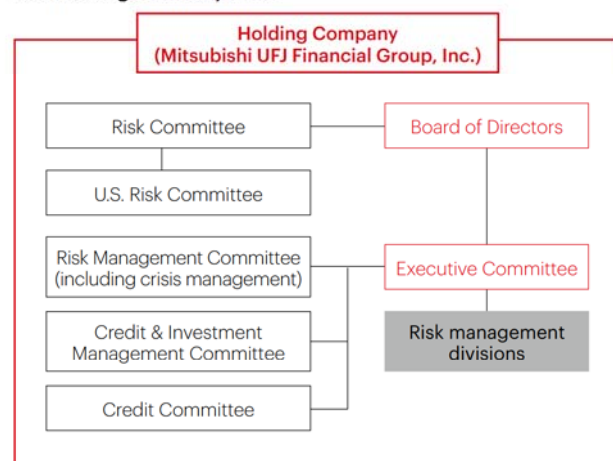 Holding Company
(Mitsubishi UFJ Financial Group, Inc.)
Risk Committee
Board of Directors
U.S. Risk Committee
Risk Management Committee
(including crisis management)
Executive Committee
Credit & Investment
Management Committee
Risk management
divisions
Credit Committee